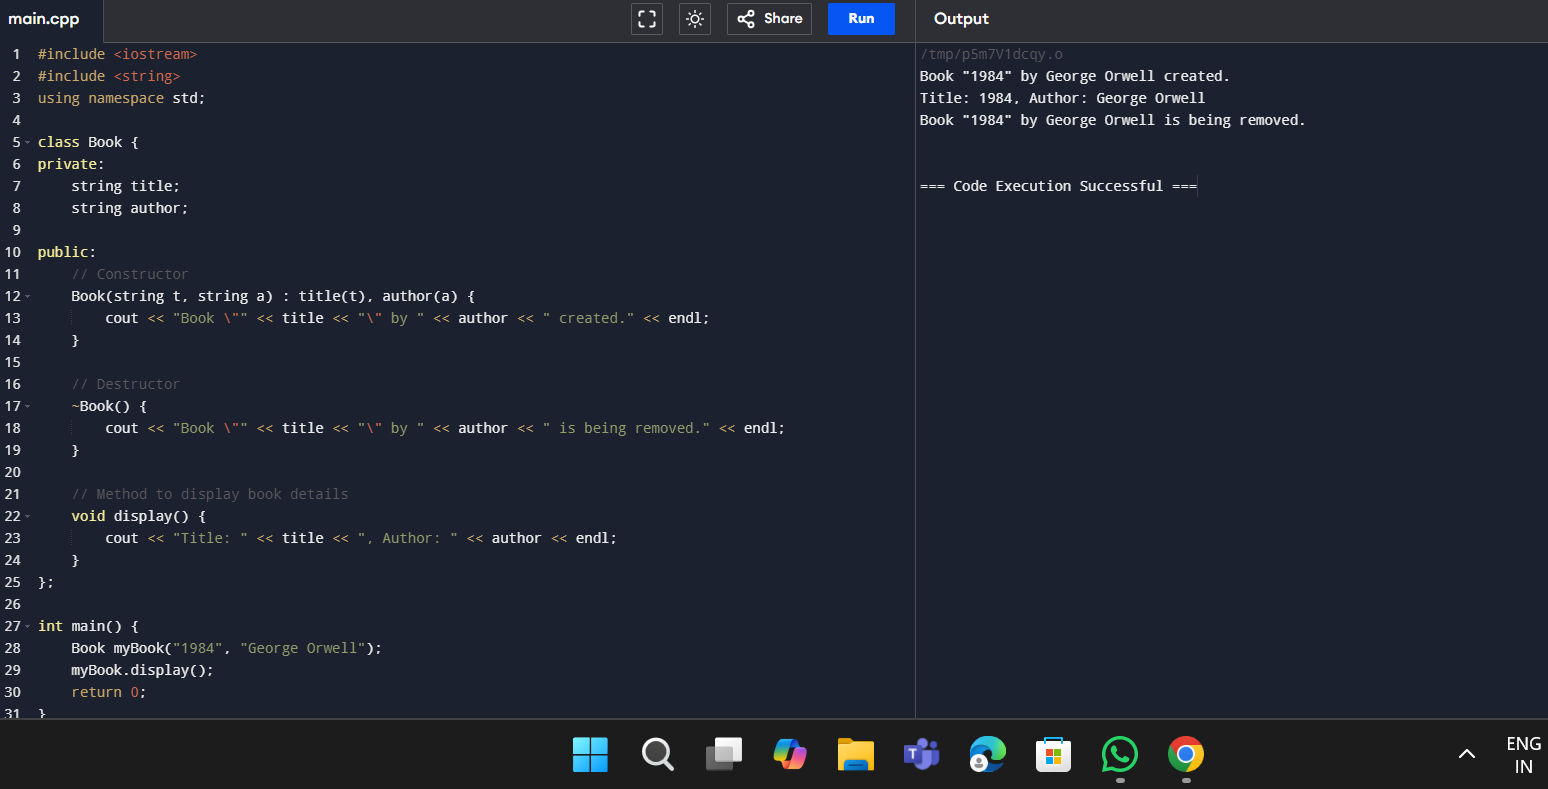 main.cpp
Share
Run
Output
1 #include <iostream>
2 #include <string>
3 using namespace std;
4
5 class Book {
6 private:
7     string title;
8     string author;
9
10 public:
11     // Constructor
12     Book(string t, string a) : title(t), author(a) {
13         cout << "Book \"" << title << "\" by " << author << " created." << endl;
14     }
15
16     // Destructor
17     ~Book() {
18         cout << "Book \"" << title << "\" by " << author << " is being removed." << endl;
19     }
20
21     // Method to display book details
22     void display() {
23         cout << "Title: " << title << ", Author: " << author << endl;
24     }
25 };
26
27 int main() {
28     Book myBook("1984", "George Orwell");
29     myBook.display();
30     return 0;
31 }
/tmp/p5m7V1dcqy.o
Book "1984" by George Orwell created.
Title: 1984, Author: George Orwell
Book "1984" by George Orwell is being removed.
=== Code Execution Successful ===
ENG
IN